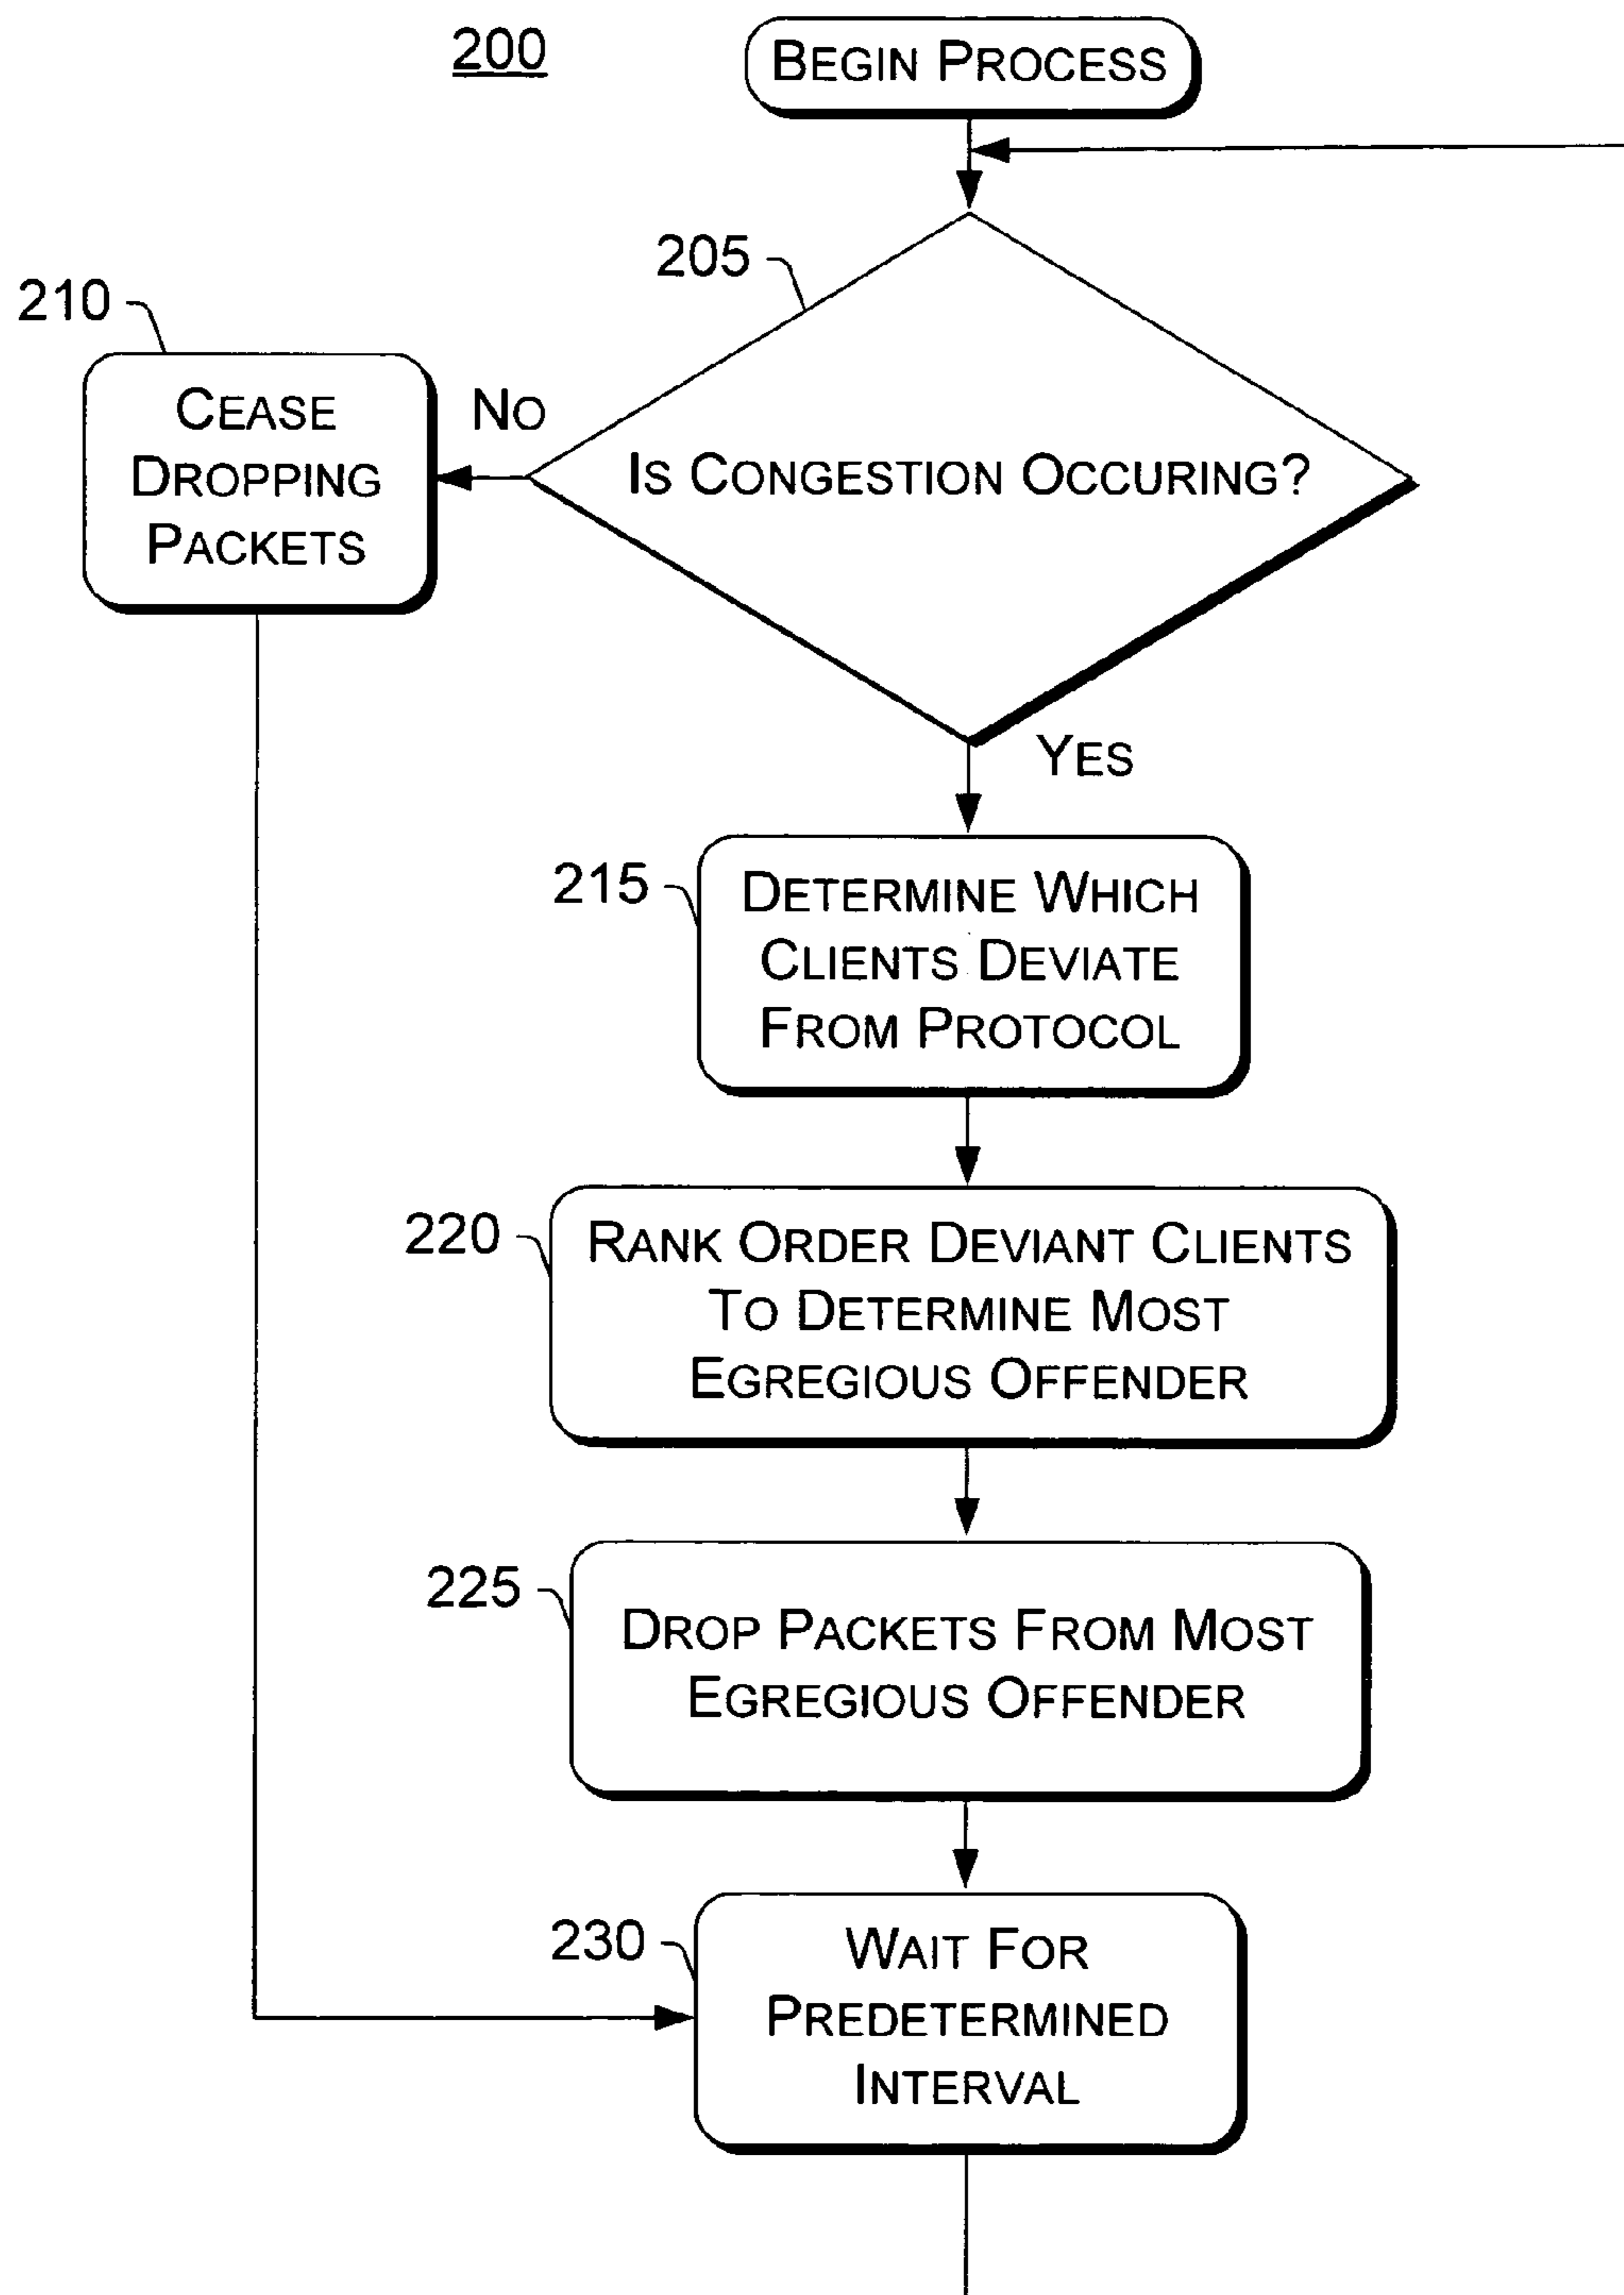 200
BEGIN PROCESS
205
IS CONGESTION OCCURING?
210
CEASE
DROPPING
PACKETS
NO
YES
215
DETERMINE WHICH
CLIENTS DEVIATE
FROM PROTOCOL
220
RANK ORDER DEVIANT CLIENTS
TO DETERMINE MOST
EGREGIOUS OFFENDER
225
DROP PACKETS FROM MOST
EGREGIOUS OFFENDER
230
WAIT FOR
PREDETERMINED
INTERVAL